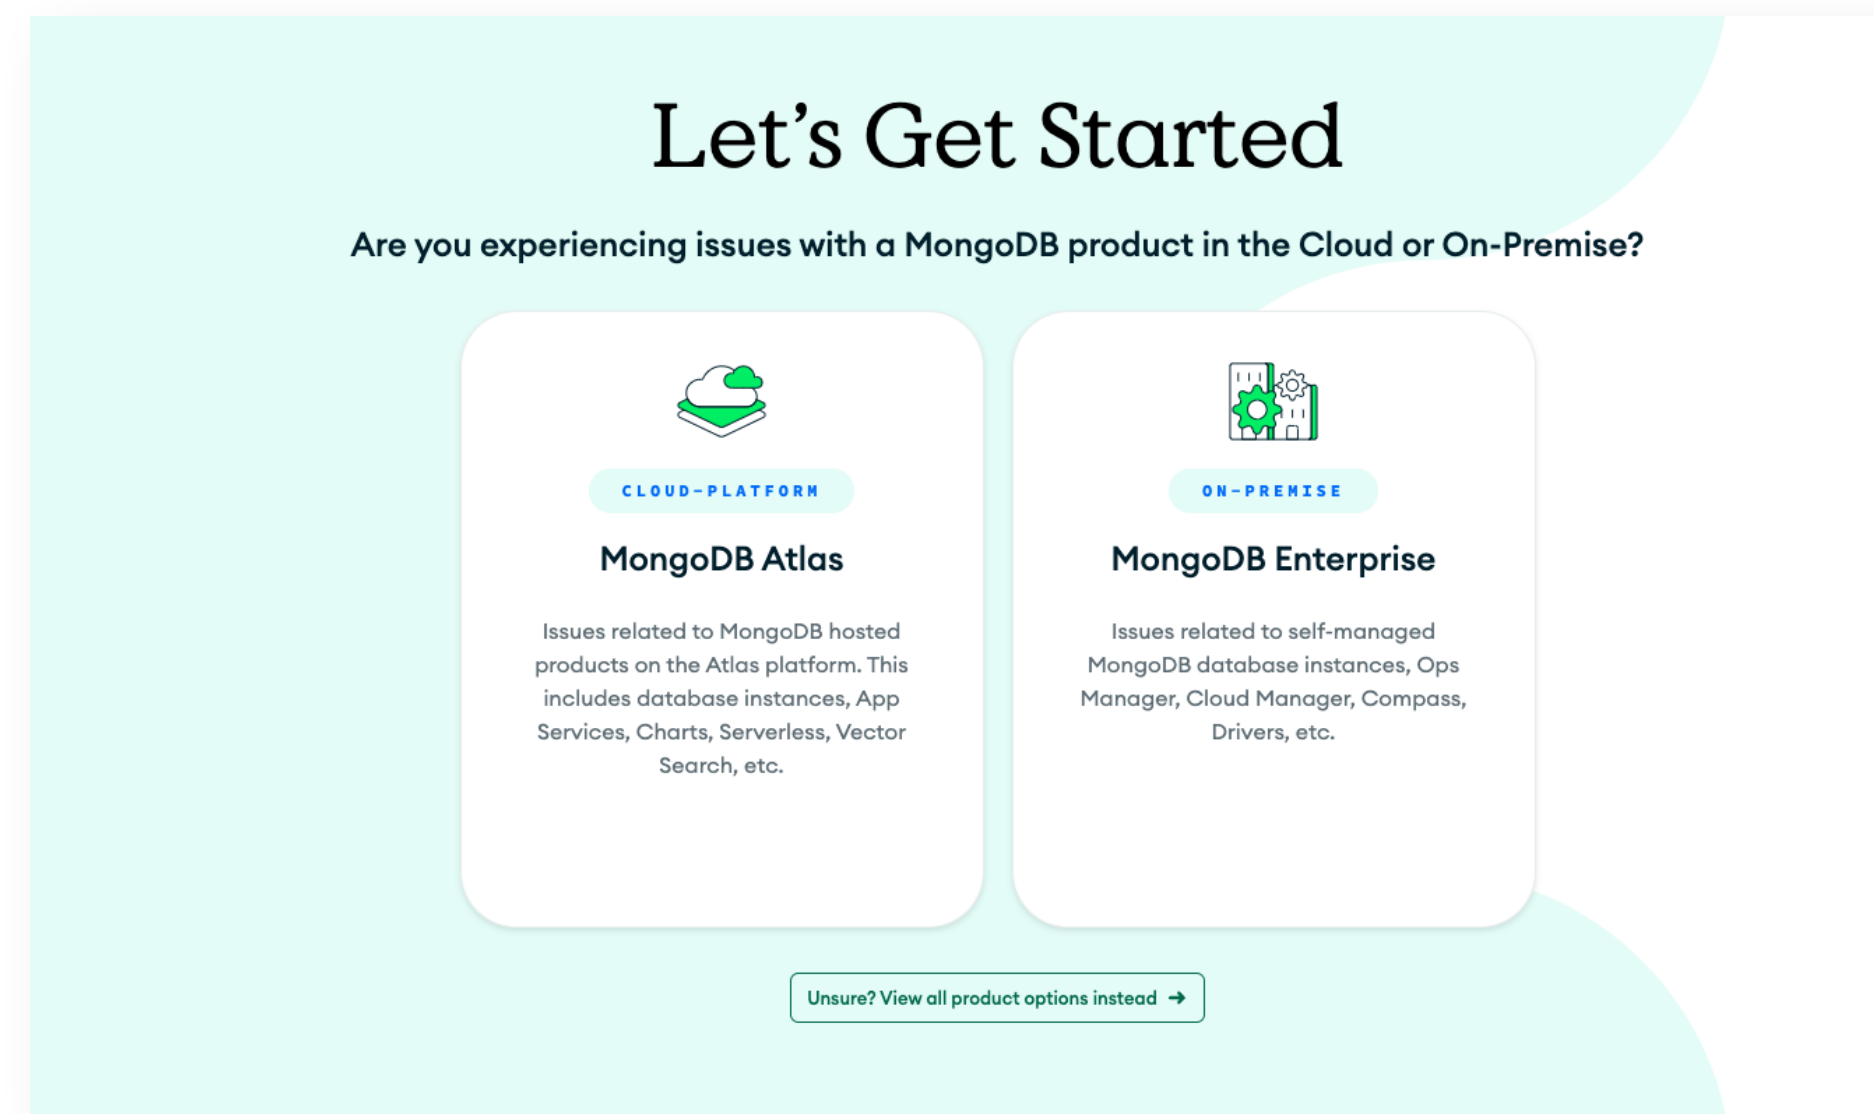 Let’s Get Started
Are you experiencing issues with a MongoDB product in the Cloud or On-Premise?
CLOUD-PLATFORM
MongoDB Atlas
Issues related to MongoDB hosted
products on the Atlas platform. This
includes database instances, App
Services, Charts, Serverless, Vector
Search, etc.
ON-PREMISE
MongoDB Enterprise
Issues related to self-managed
MongoDB database instances, Ops
Manager, Cloud Manager, Compass,
Drivers, etc.
Unsure? View all product options instead ➔